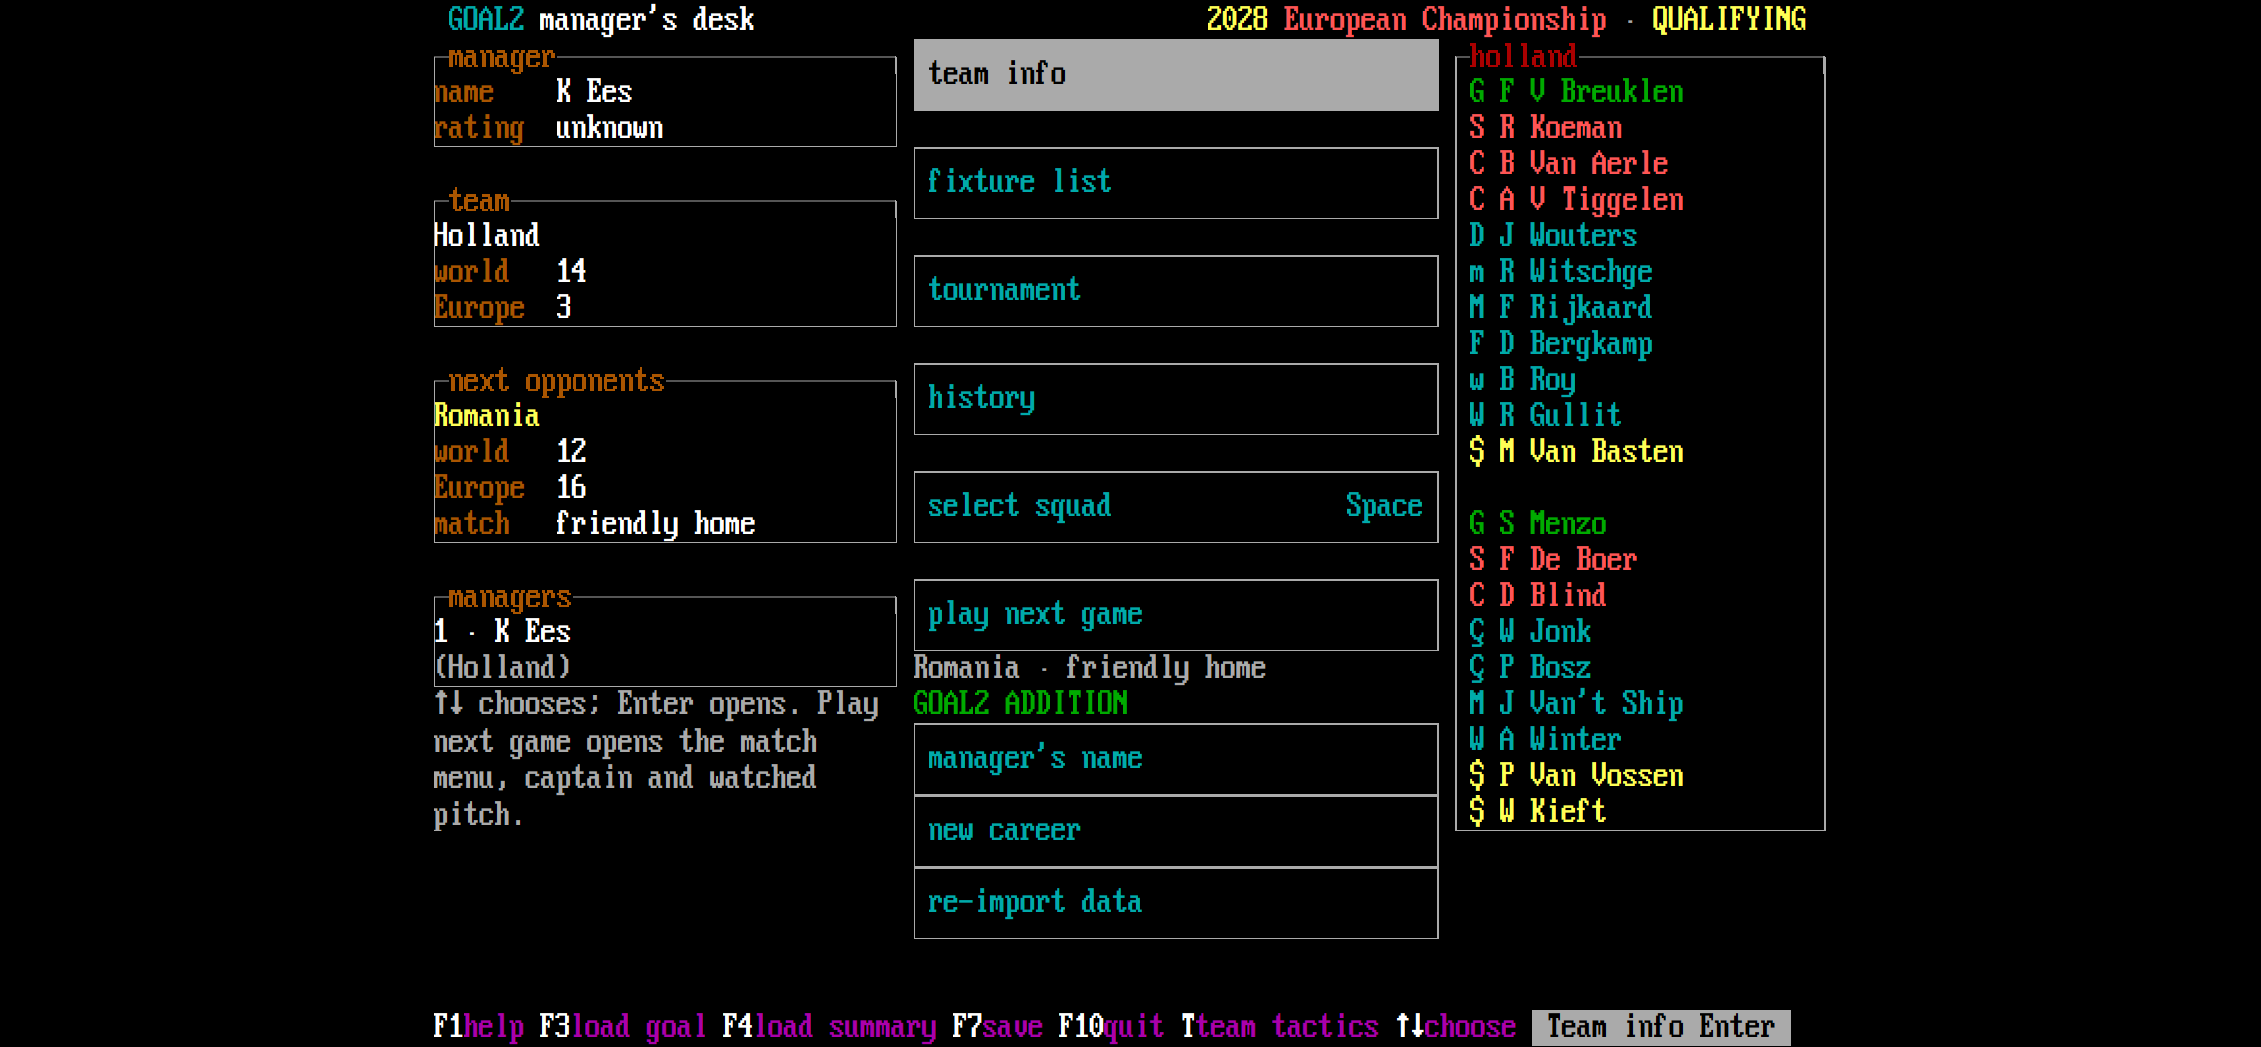 GOAL2 manager's desk
2028 European Championship · QUALIFYING
manager
name K Ees
rating unknown
team
Holland
world 14
Europe 3
next opponents
Romania
world 12
Europe 16
match friendly home
managers
1 · K Ees
(Holland)
↑↓ chooses; Enter opens. Play
next game opens the match
menu, captain and watched
pitch.
team info
fixture list
tournament
history
select squad Space
play next game
Romania · friendly home
GOAL2 ADDITION
manager's name
new career
re-import data
holland
G F V Breuklen
S R Koeman
C B Van Aerle
C A V Tiggelen
D J Wouters
m R Witschge
M F Rijkaard
F D Bergkamp
w B Roy
W R Gullit
$ M Van Basten
G S Menzo
S F De Boer
C D Blind
Ç W Jonk
Ç P Bosz
M J Van't Ship
W A Winter
$ P Van Vossen
$ W Kieft
F1help F3load goal F4load summary F7save F10quit Tteam tactics ↑↓choose Team info Enter